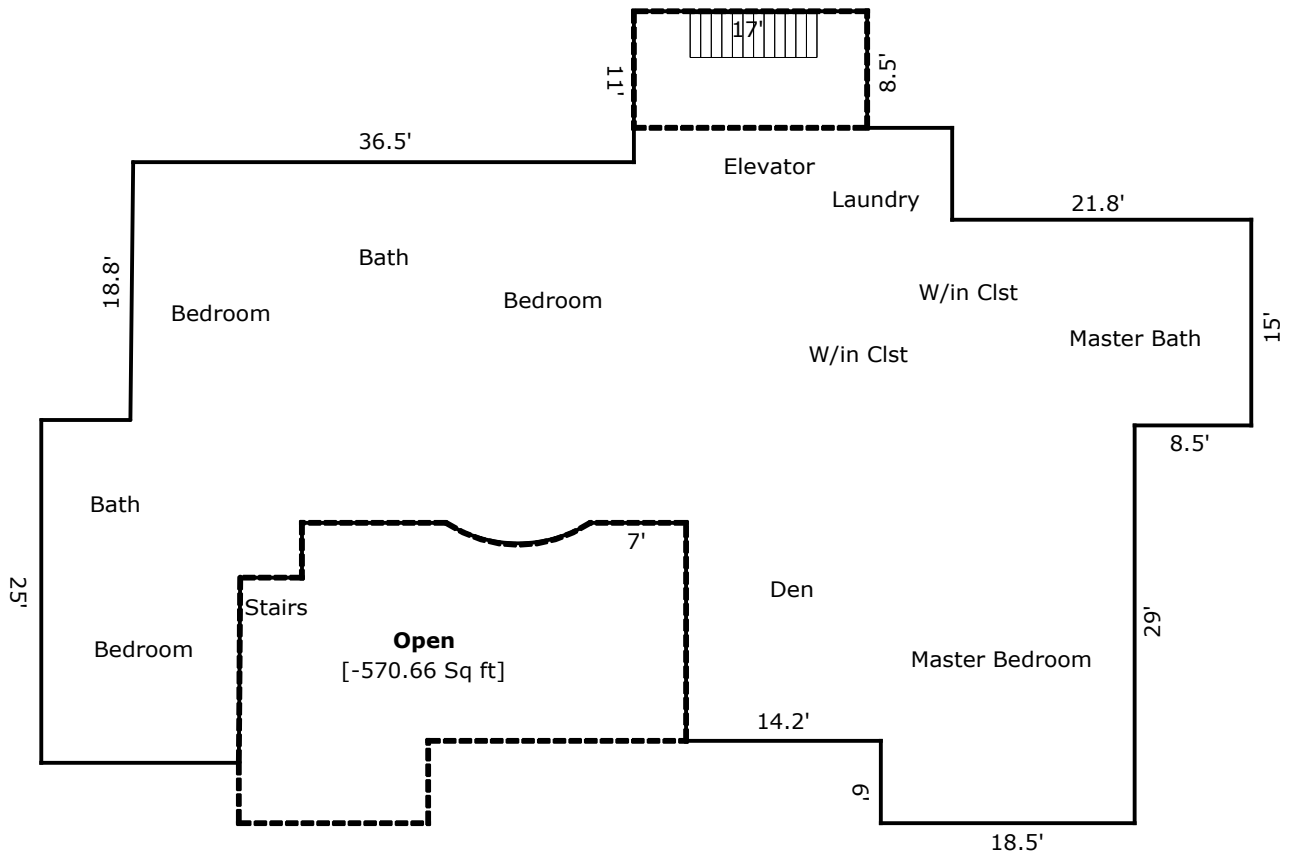 17'
11'
8.5'
36.5'
Elevator
Laundry
21.8'
18.8'
Bath
Bedroom
Bedroom
W/in Clst
W/in Clst
Master Bath
15'
8.5'
Bath
7'
25'
Stairs
Den
Open
[-570.66 Sq ft]
Bedroom
29'
Master Bedroom
14.2'
6'
18.5'